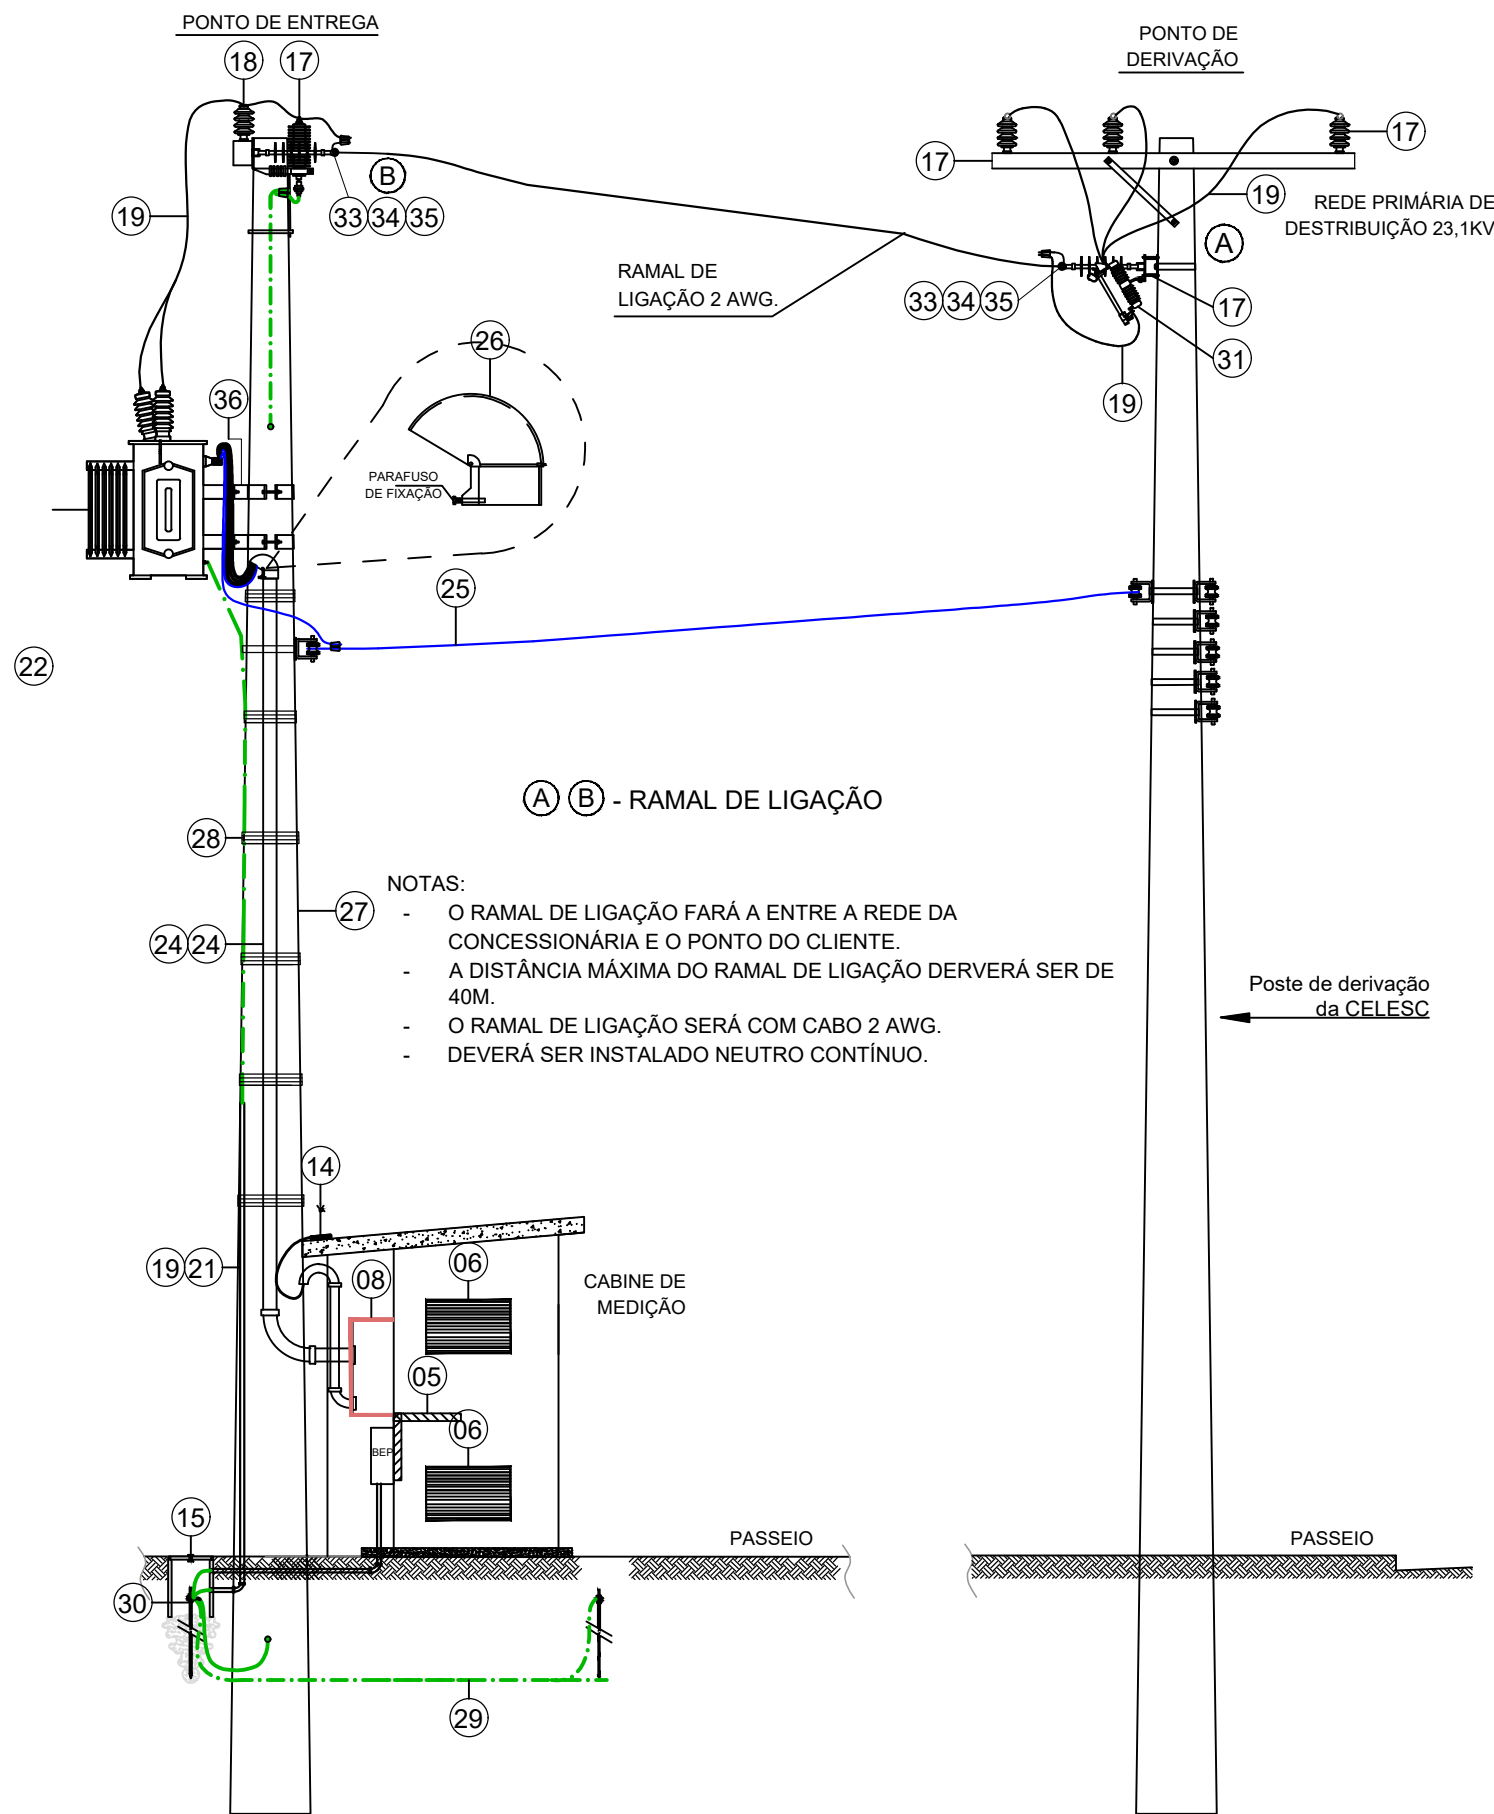 PONTO DE ENTREGA
18
17
PONTO DE
DERIVAÇÃO
17
17
B
19
33 34 35
19
REDE PRIMÁRIA DE
DESTRIBUIÇÃO 23,1KV
A
RAMAL DE
LIGAÇÃO 2 AWG.
33 34 35
17
31
19
26
36
PARAFUSO
DE FIXAÇÃO
25
22
A B - RAMAL DE LIGAÇÃO
28
NOTAS:
27
- O RAMAL DE LIGAÇÃO FARÁ A ENTRE A REDE DA
CONCESSIONÁRIA E O PONTO DO CLIENTE.
24 24
- A DISTÂNCIA MÁXIMA DO RAMAL DE LIGAÇÃO DERVERÁ SER DE
40M.
- O RAMAL DE LIGAÇÃO SERÁ COM CABO 2 AWG.
- DEVERÁ SER INSTALADO NEUTRO CONTÍNUO.
Poste de derivação
da CELESC
14
19 21
08
06
CABINE DE
MEDIÇÃO
05
06
BEP
15
PASSEIO
PASSEIO
30
29